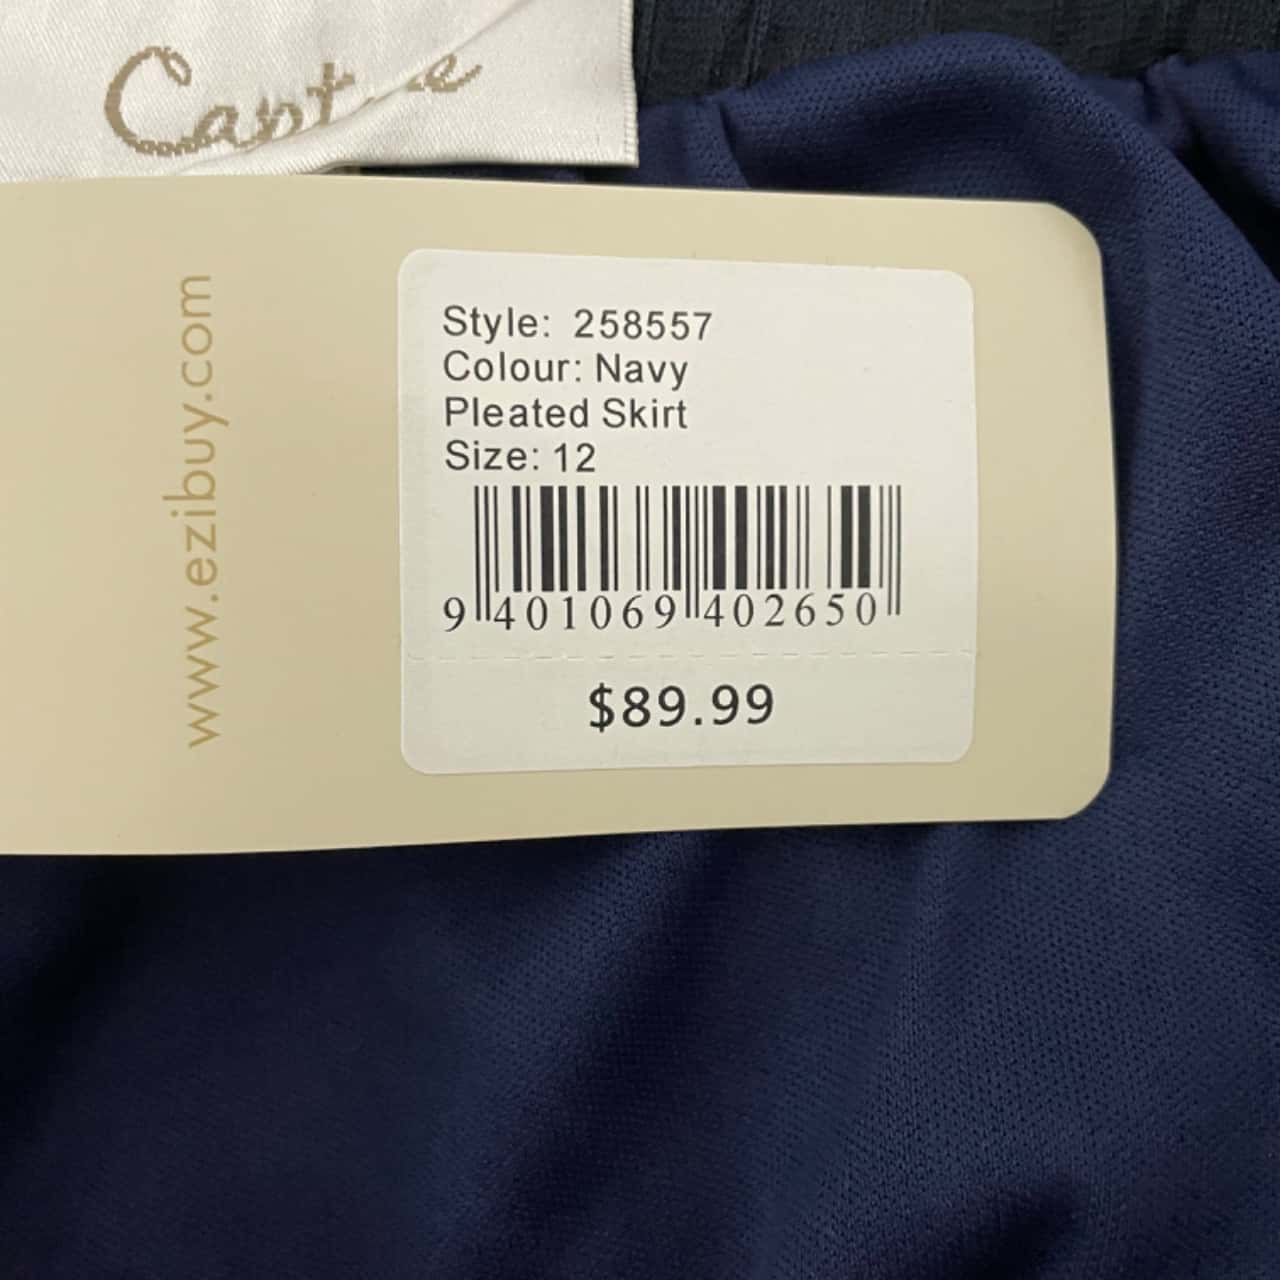 www.ezibuy.com
Style: 258557
Colour: Navy
Pleated Skirt
Size: 12
9 401069 402650
$89.99